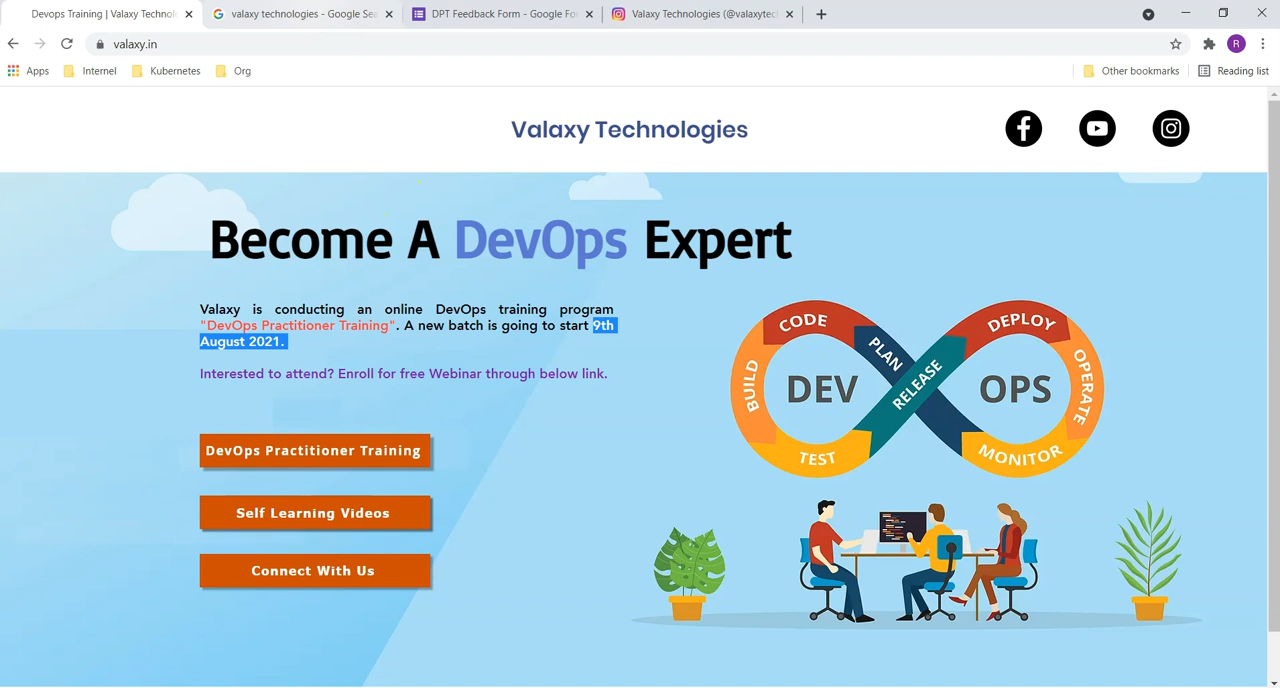 Devops Training | Valaxy Technol
valaxy technologies - Google Sea
DPT Feedback Form - Google Fo
Valaxy Technologies (@valaxytec
valaxy.in
R
Apps
Internel
Kubernetes
Org
Other bookmarks
Reading list
Valaxy Technologies
Become A DevOps Expert
Valaxy is conducting an online DevOps training program
"DevOps Practitioner Training". A new batch is going to start 9th
August 2021.
Interested to attend? Enroll for free Webinar through below link.
DevOps Practitioner Training
Self Learning Videos
Connect With Us
CODE
DEPLOY
PLAN
RELEASE
BUILD
DEV
OPS
OPERATE
TEST
MONITOR